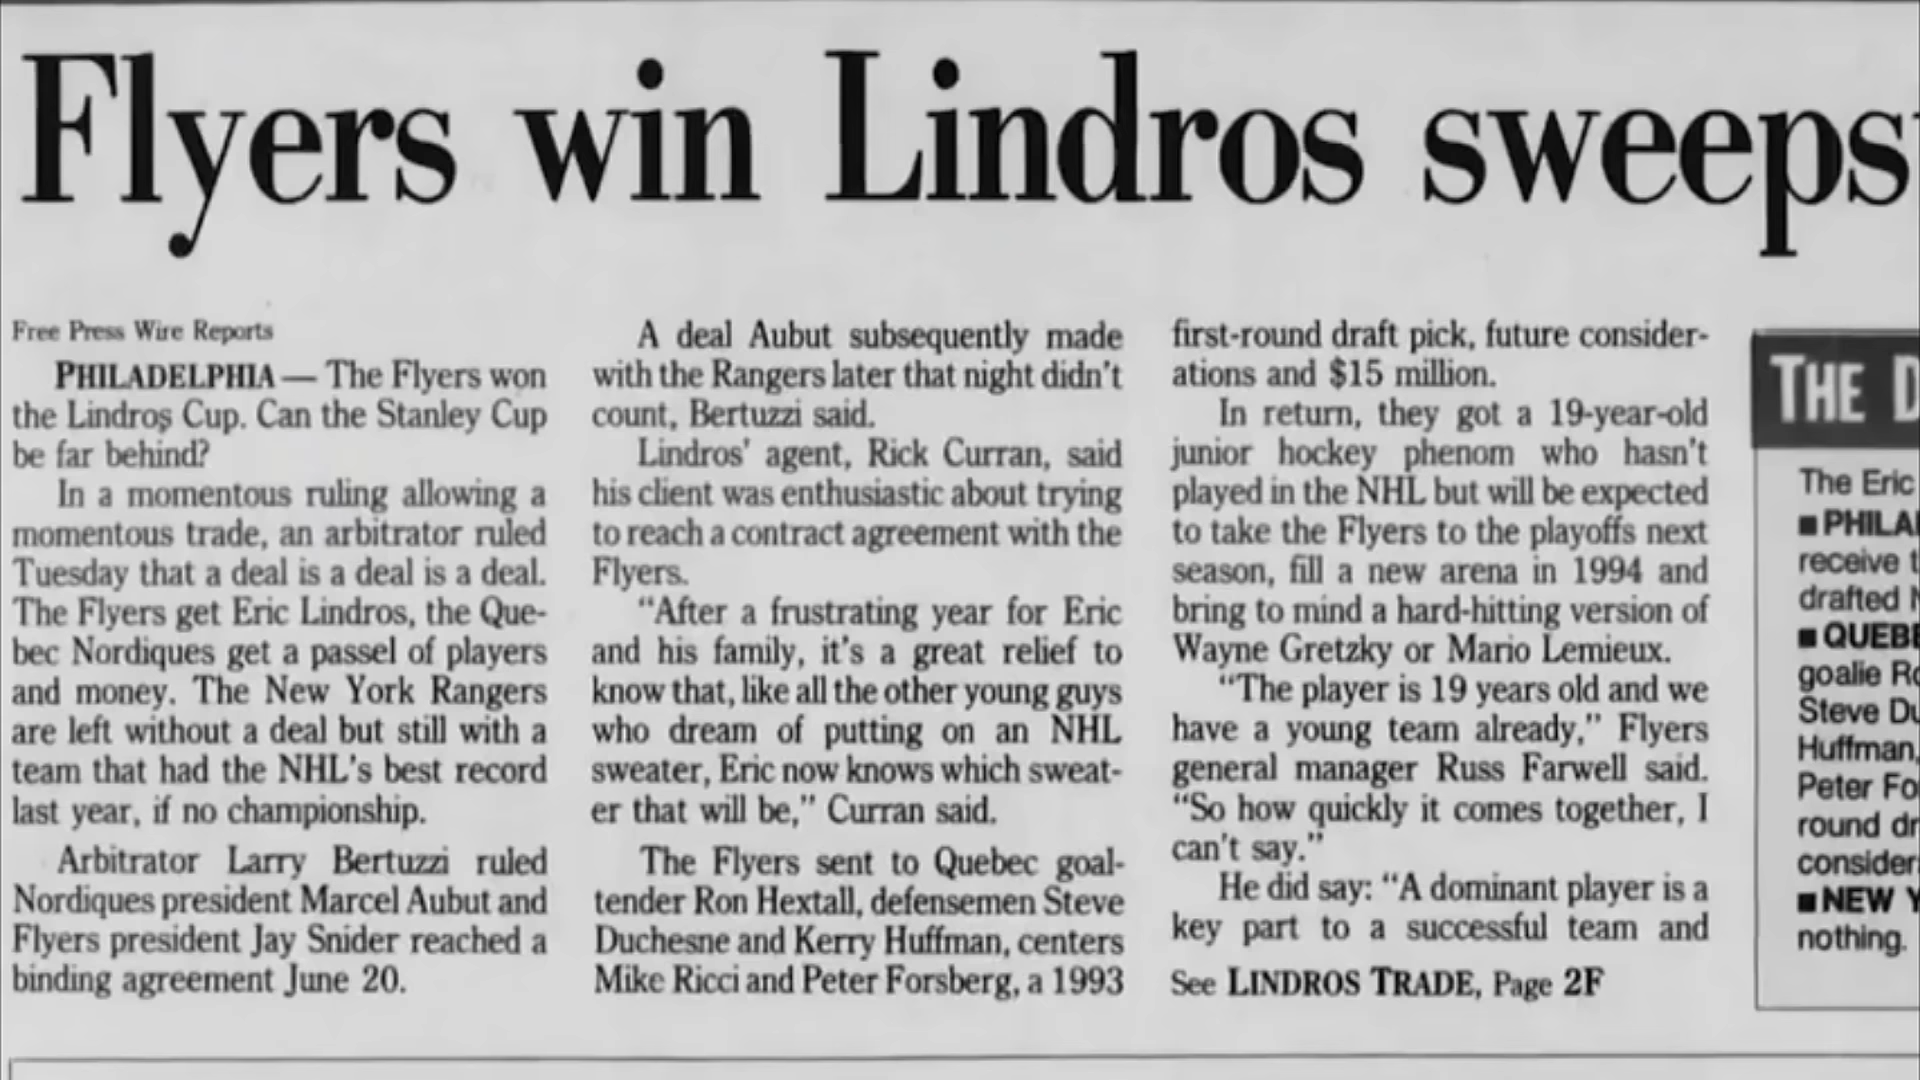 Flyers win Lindros sweeps
Free Press Wire Reports
PHILADELPHIA — The Flyers won
the Lindros Cup. Can the Stanley Cup
be far behind?
In a momentous ruling allowing a
momentous trade, an arbitrator ruled
Tuesday that a deal is a deal is a deal.
The Flyers get Eric Lindros, the Que-
bec Nordiques get a passel of players
and money. The New York Rangers
are left without a deal but still with a
team that had the NHL's best record
last year, if no championship.
Arbitrator Larry Bertuzzi ruled
Nordiques president Marcel Aubut and
Flyers president Jay Snider reached a
binding agreement June 20.
A deal Aubut subsequently made
with the Rangers later that night didn't
count, Bertuzzi said.
Lindros' agent, Rick Curran, said
his client was enthusiastic about trying
to reach a contract agreement with the
Flyers.
“After a frustrating year for Eric
and his family, it's a great relief to
know that, like all the other young guys
who dream of putting on an NHL
sweater, Eric now knows which sweat-
er that will be,” Curran said.
The Flyers sent to Quebec goal-
tender Ron Hextall, defensemen Steve
Duchesne and Kerry Huffman, centers
Mike Ricci and Peter Forsberg, a 1993
first-round draft pick, future consider-
ations and $15 million.
In return, they got a 19-year-old
junior hockey phenom who hasn't
played in the NHL but will be expected
to take the Flyers to the playoffs next
season, fill a new arena in 1994 and
bring to mind a hard-hitting version of
Wayne Gretzky or Mario Lemieux.
“The player is 19 years old and we
have a young team already,” Flyers
general manager Russ Farwell said.
“So how quickly it comes together, I
can't say.”
He did say: “A dominant player is a
key part to a successful team and
See LINDROS TRADE, Page 2F
THE D
The Eric
■ PHILA
receive t
drafted
■ QUEBE
goalie Ro
Steve Du
Huffman,
Peter Fo
round dr
consider
■ NEW Y
nothing.